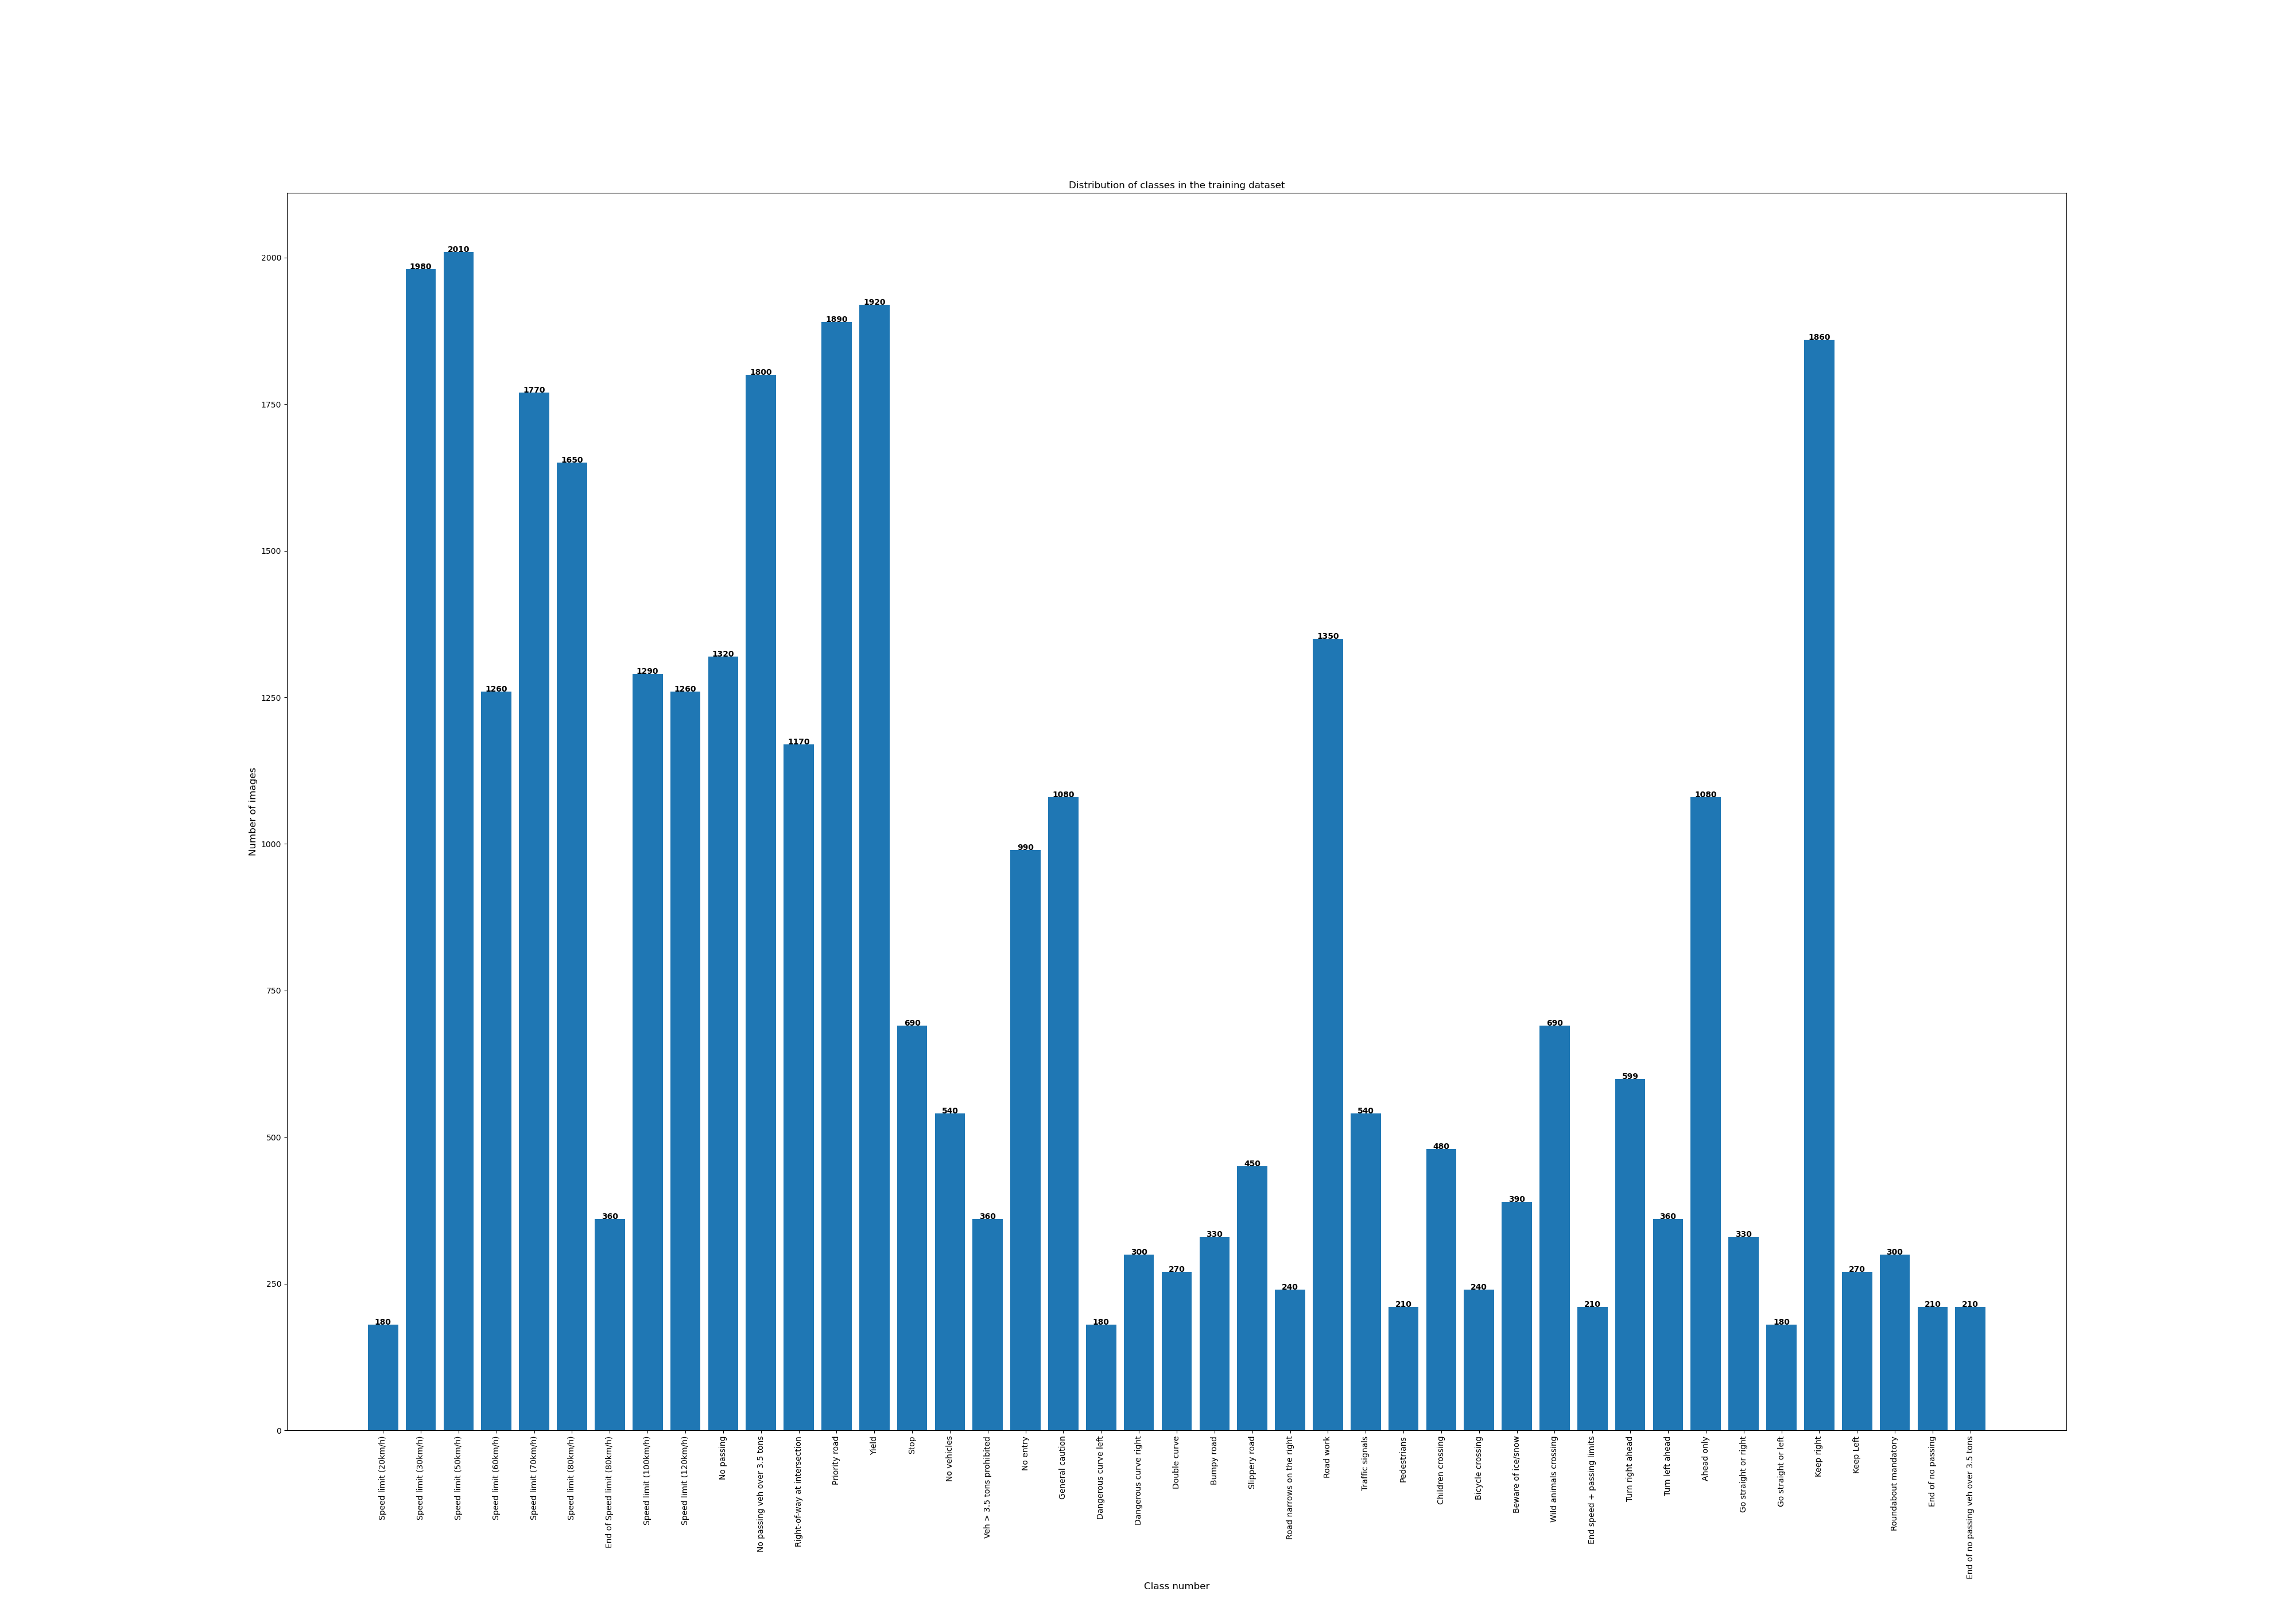 Distribution of classes in the training dataset
Number of images
2000
1750
1500
1250
1000
750
500
250
0
180
1980
2010
1260
1770
1650
360
1290
1260
1320
1800
1170
1890
1920
690
540
360
990
1080
180
300
270
330
450
240
1350
540
210
480
240
390
690
210
599
360
1080
330
180
1860
270
300
210
210
Speed limit (20km/h)
Speed limit (30km/h)
Speed limit (50km/h)
Speed limit (60km/h)
Speed limit (70km/h)
Speed limit (80km/h)
End of Speed limit (80km/h)
Speed limit (100km/h)
Speed limit (120km/h)
No passing
No passing veh over 3.5 tons
Right-of-way at intersection
Priority road
Yield
Stop
No vehicles
Veh > 3.5 tons prohibited
No entry
General caution
Dangerous curve left
Dangerous curve right
Double curve
Bumpy road
Slippery road
Road narrows on the right
Road work
Traffic signals
Pedestrians
Children crossing
Bicycle crossing
Beware of ice/snow
Wild animals crossing
End speed + passing limits
Turn right ahead
Turn left ahead
Ahead only
Go straight or right
Go straight or left
Keep right
Keep Left
Roundabout mandatory
End of no passing
End of no passing veh over 3.5 tons
Class number